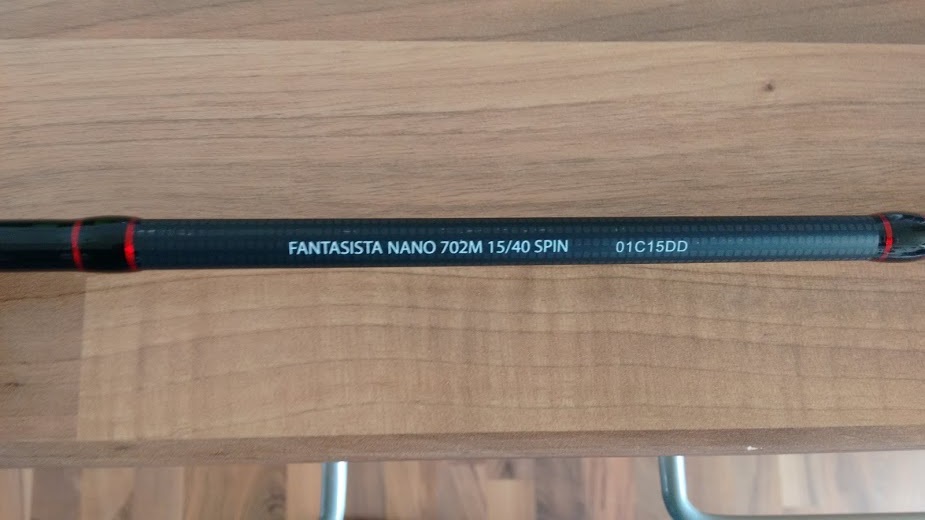 FANTASISTA NANO 702M 15/40 SPIN 01C15DD